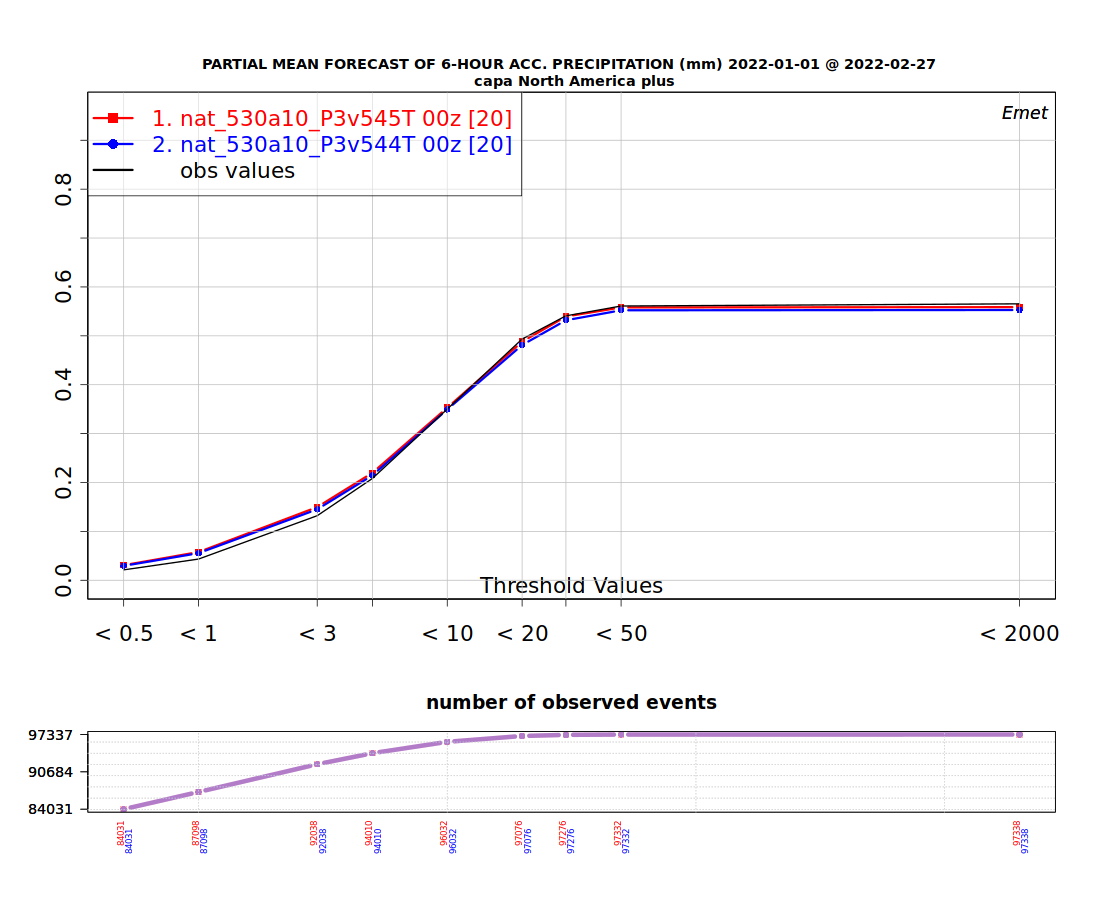 PARTIAL MEAN FORECAST OF 6-HOUR ACC. PRECIPITATION (mm) 2022-01-01 @ 2022-02-27
capa North America plus
Emet
1. nat_530a10_P3v545T 00z [20]
2. nat_530a10_P3v544T 00z [20]
obs values
0.8
0.6
0.4
0.2
0.0
Threshold Values
< 0.5 < 1 < 3 < 10 < 20 < 50 < 2000
number of observed events
97337
90684
84031
84031 87098 92038 94010 96032 97076 97276 97332 97338
84031 87098 92038 94010 96032 97076 97276 97332 97338